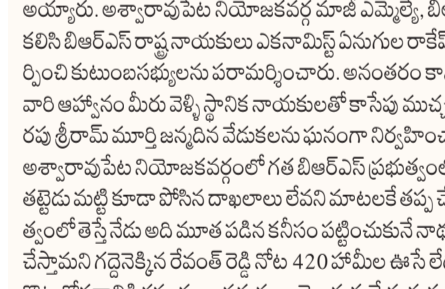 అయ్యారు. అశ్వారావుపేట నియోజకవర్గ మాజీ ఎమ్మెల్యే,
కలిసి బిఆర్ఎస్ రాష్ట్ర నాయకులు ఎకనామిస్ట్ ఏనుగుల రాకేష్
ర్పించి కుటుంబసభ్యులను పరామర్శించారు. అనంతరం కా
వారి ఆహ్వానం మీరు వెళ్ళి స్థానిక నాయకులతో కాసేపు ముచ్చ
రపు శ్రీరామ్ మూర్తి జన్మదిన వేడుకలను ఘనంగా నిర్వహించ
అశ్వారావుపేట నియోజకవర్గంలో గత బిఆర్ఎస్ ప్రభుత్వంల
తట్టెడు మట్టి కూడా పోసిన దాఖలాలు లేవని మాటలకే తప్ప చే
త్వంలో తెస్తే నేడు అది మూత పడిన కనీసం పట్టించుకునే నాథ
చేస్తామని గద్దెనెక్కిన రేవంత్ రెడ్డి నోట 420 హామీల ఊసే లే